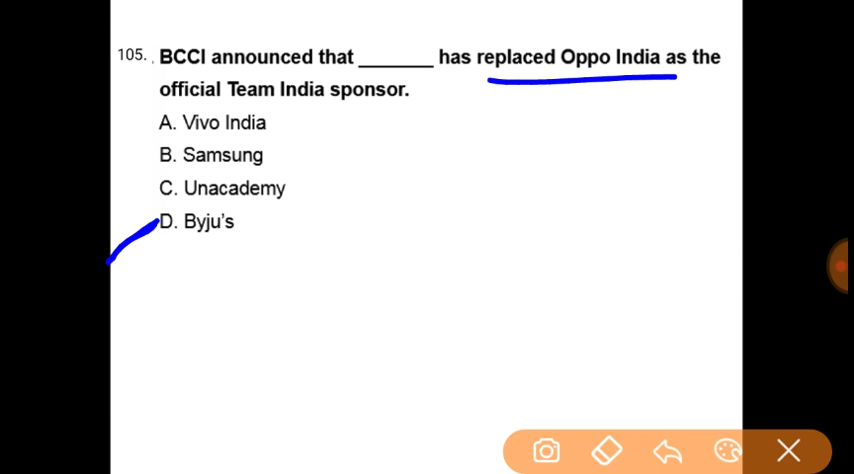 105. . BCCI announced that _______ has replaced Oppo India as the
official Team India sponsor.
A. Vivo India
B. Samsung
C. Unacademy
D. Byju's